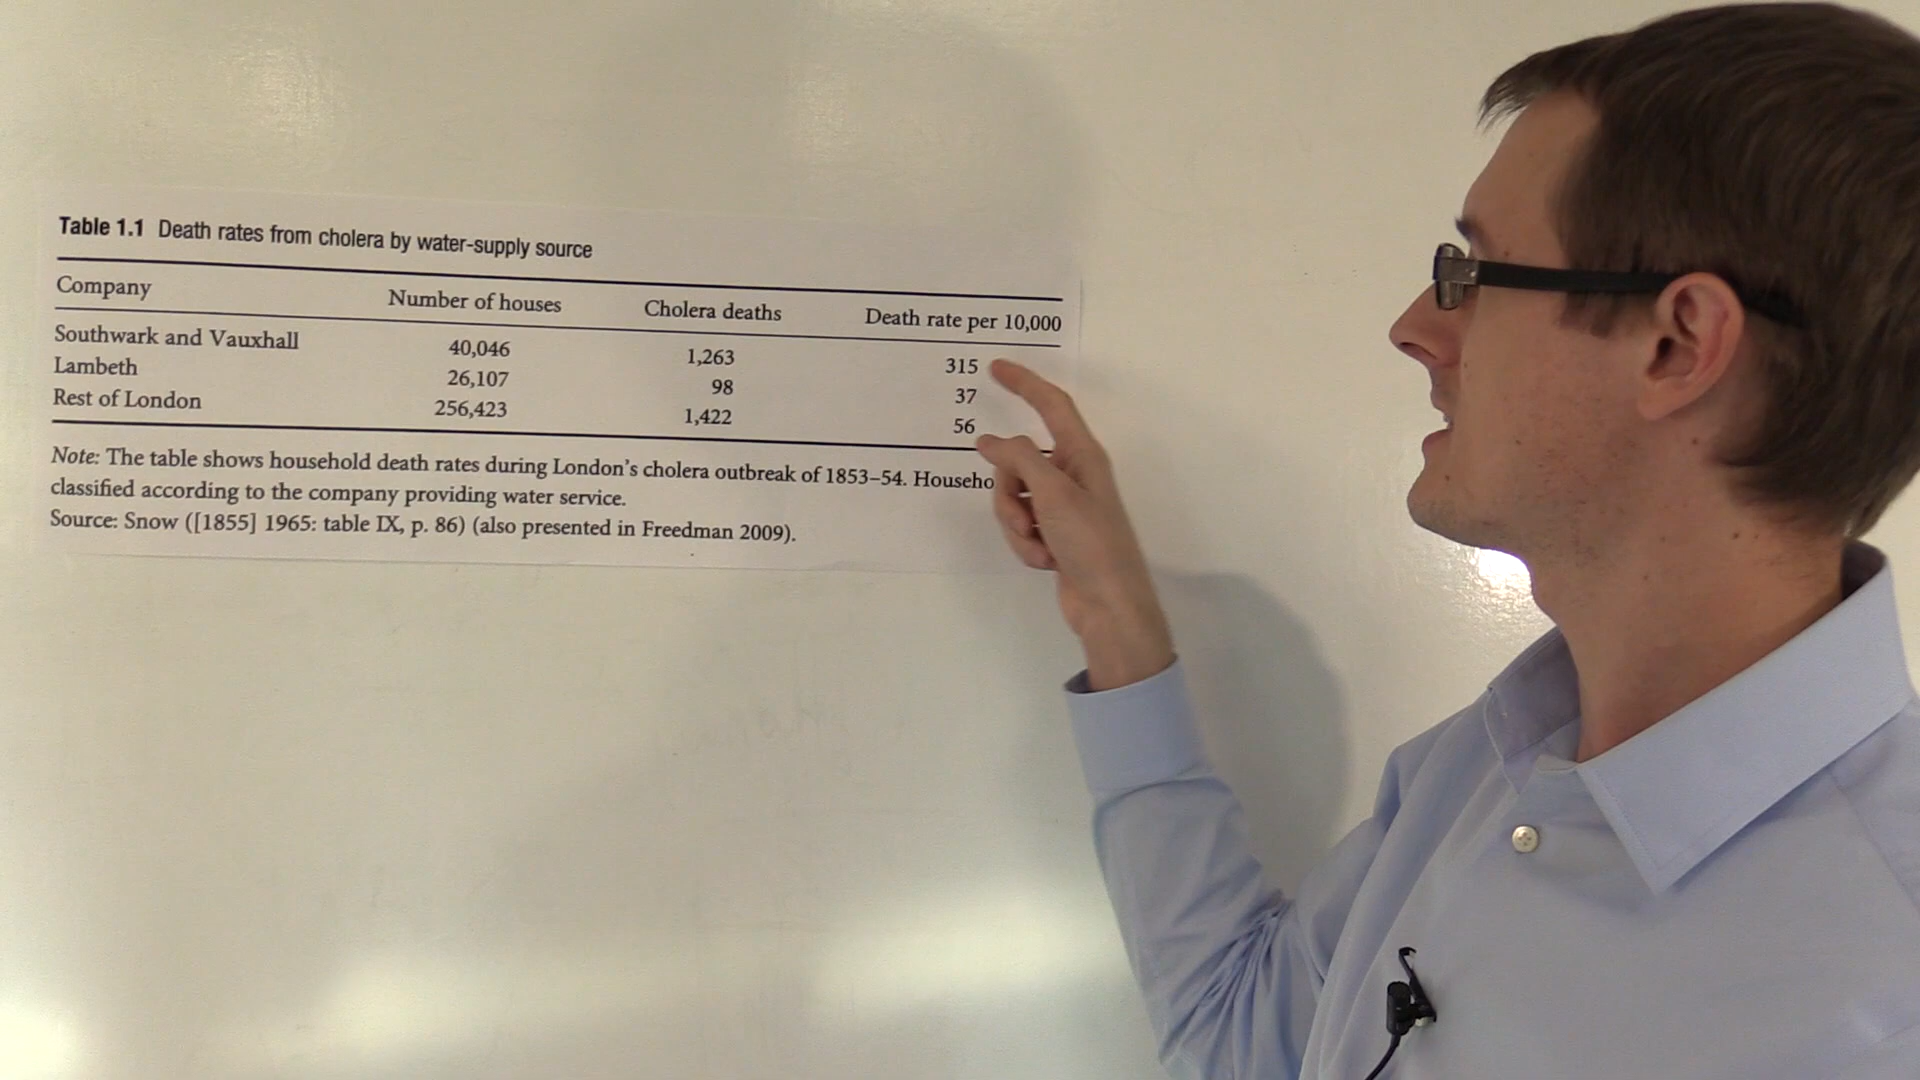 Table 1.1 Death rates from cholera by water-supply source
Company Number of houses Cholera deaths Death rate per 10,000
Southwark and Vauxhall 40,046 1,263 315
Lambeth 26,107 98 37
Rest of London 256,423 1,422 56
Note: The table shows household death rates during London's cholera outbreak of 1853–54. Househo
classified according to the company providing water service.
Source: Snow ([1855] 1965: table IX, p. 86) (also presented in Freedman 2009).